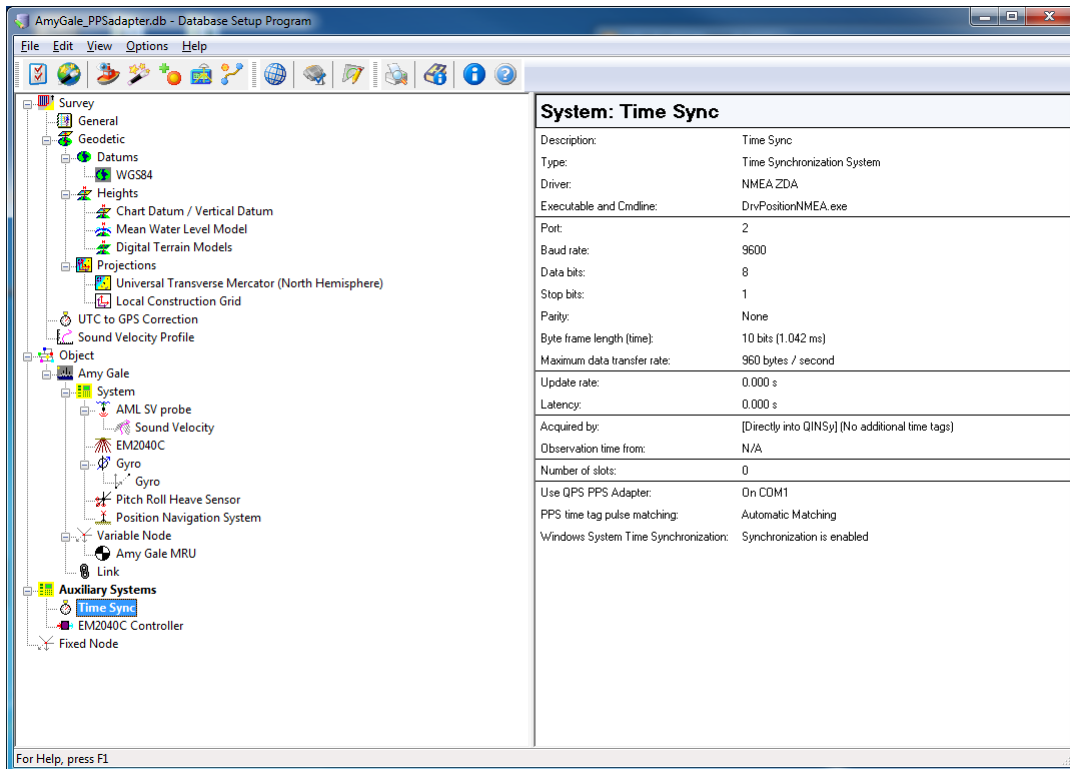 AmyGale_PPSadapter.db - Database Setup Program
File Edit View Options Help
Survey
General
Geodetic
Datums
WGS84
Heights
Chart Datum / Vertical Datum
Mean Water Level Model
Digital Terrain Models
Projections
Universal Transverse Mercator (North Hemisphere)
Local Construction Grid
UTC to GPS Correction
Sound Velocity Profile
Object
Amy Gale
System
AML SV probe
Sound Velocity
EM2040C
Gyro
Gyro
Pitch Roll Heave Sensor
Position Navigation System
Variable Node
Amy Gale MRU
Link
Auxiliary Systems
Time Sync
EM2040C Controller
Fixed Node
System: Time Sync
Description: Time Sync
Type: Time Synchronization System
Driver: NMEA ZDA
Executable and Cmdline: DrvPositionNMEA.exe
Port: 2
Baud rate: 9600
Data bits: 8
Stop bits: 1
Parity: None
Byte frame length (time): 10 bits (1.042 ms)
Maximum data transfer rate: 960 bytes / second
Update rate: 0.000 s
Latency: 0.000 s
Acquired by: [Directly into QINSy] (No additional time tags)
Observation time from: N/A
Number of slots: 0
Use QPS PPS Adapter: On COM1
PPS time tag pulse matching: Automatic Matching
Windows System Time Synchronization: Synchronization is enabled
For Help, press F1